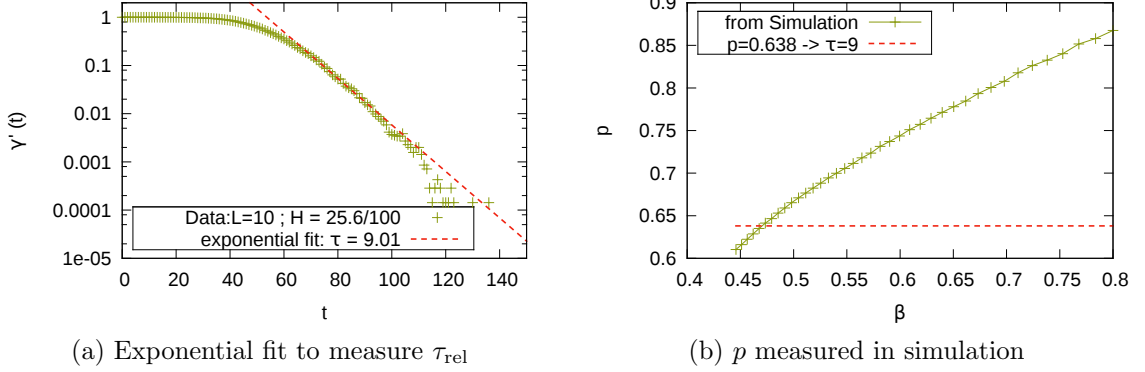 1
0.1
0.01
0.001
0.0001
1e-05
γ' (t)
0 20 40 60 80 100 120 140
t
Data:L=10 ; H = 25.6/100
exponential fit: τ = 9.01
(a) Exponential fit to measure τrel
0.9
0.85
0.8
0.75
0.7
0.65
0.6
p
0.4 0.45 0.5 0.55 0.6 0.65 0.7 0.75 0.8
β
from Simulation
p=0.638 -> τ=9
(b) p measured in simulation